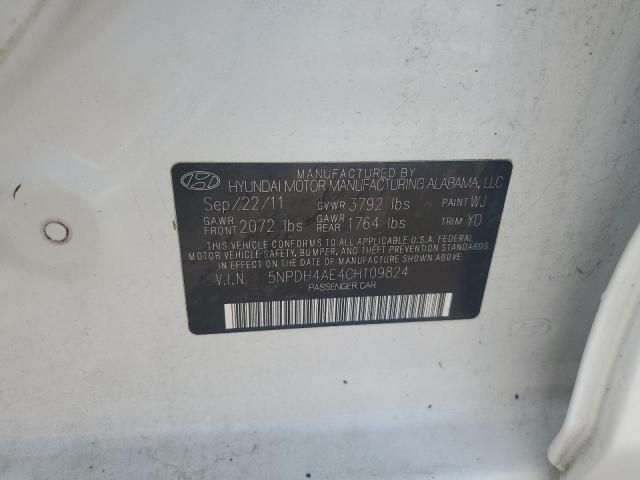 MANUFACTURED BY
HYUNDAI MOTOR MANUFACTURING ALABAMA, LLC
Sep/22/11 GVWR 3792 lbs PAINT WJ
GAWR FRONT 2072 lbs GAWR REAR 1764 lbs TRIM YD
THIS VEHICLE CONFORMS TO ALL APPLICABLE U.S.A. FEDERAL
MOTOR VEHICLE SAFETY, BUMPER, AND THEFT PREVENTION STANDARDS
IN EFFECT ON THE DATE OF MANUFACTURE SHOWN ABOVE.
V.I.N 5NPDH4AE4CH109824
PASSENGER CAR